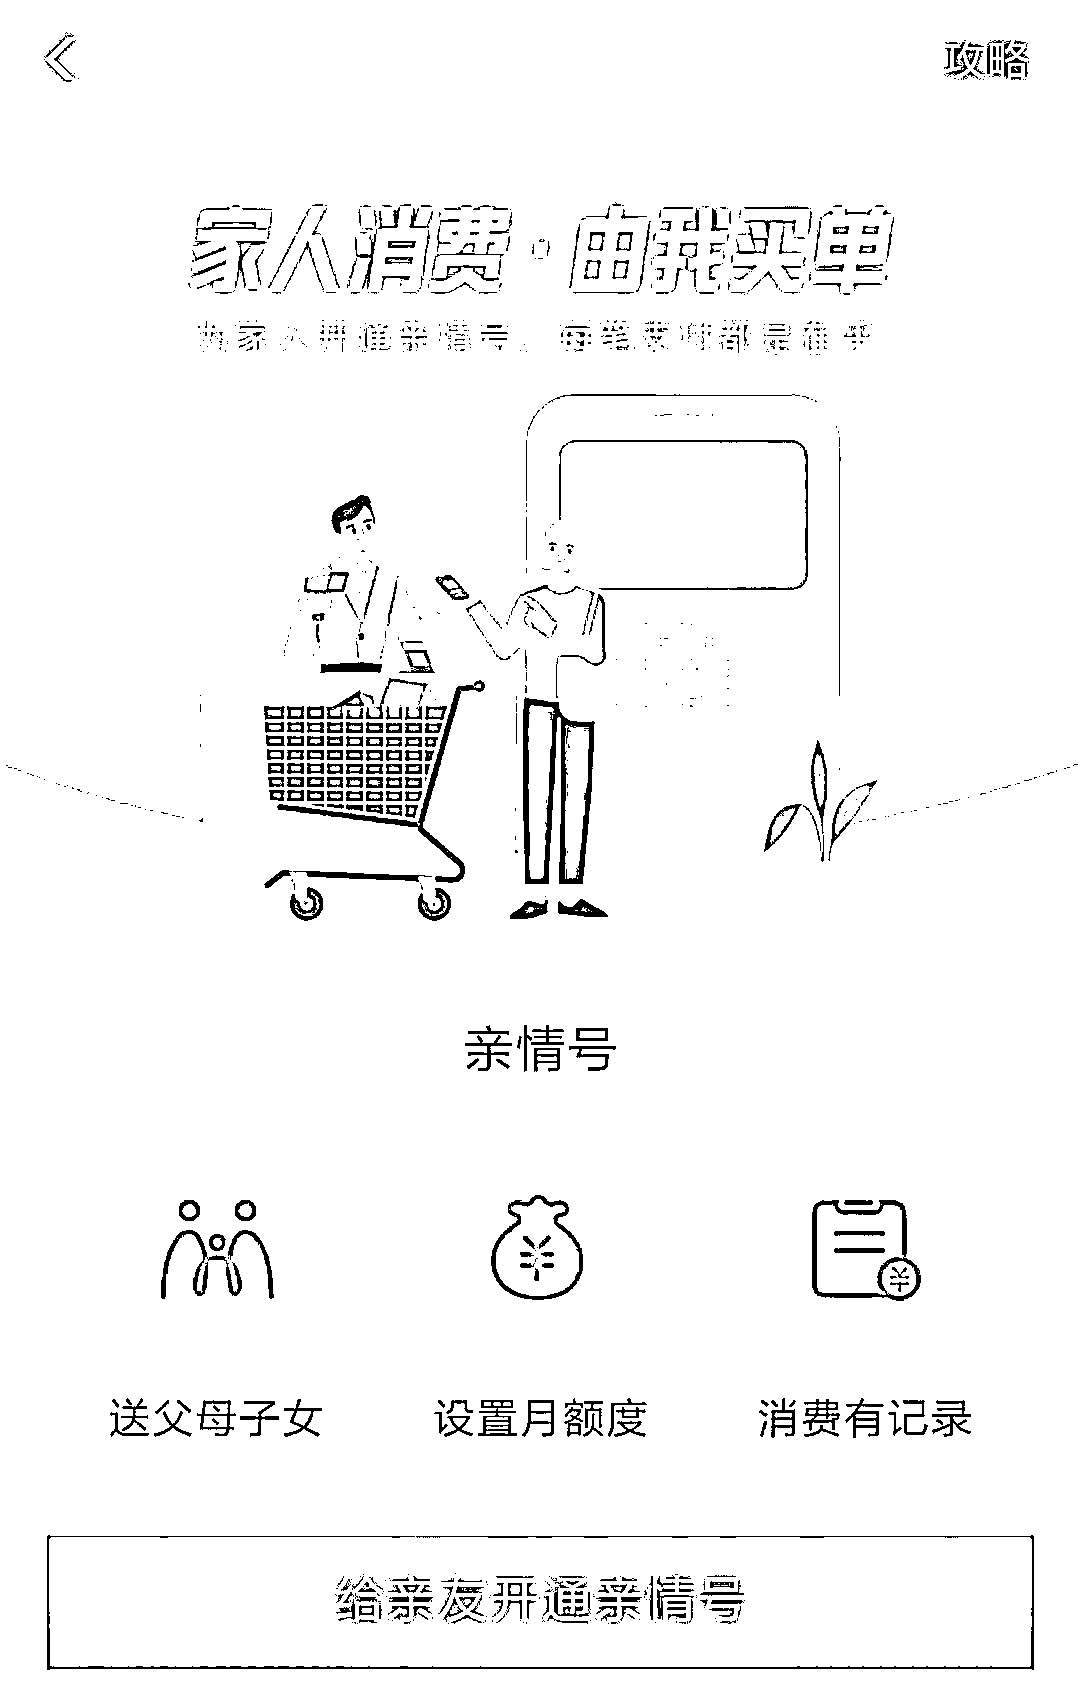 攻略
家人消费·由我买单
为家人开通亲情号，每笔支付都是在乎
亲情号
送父母子女 设置月额度 消费有记录
给亲友开通亲情号